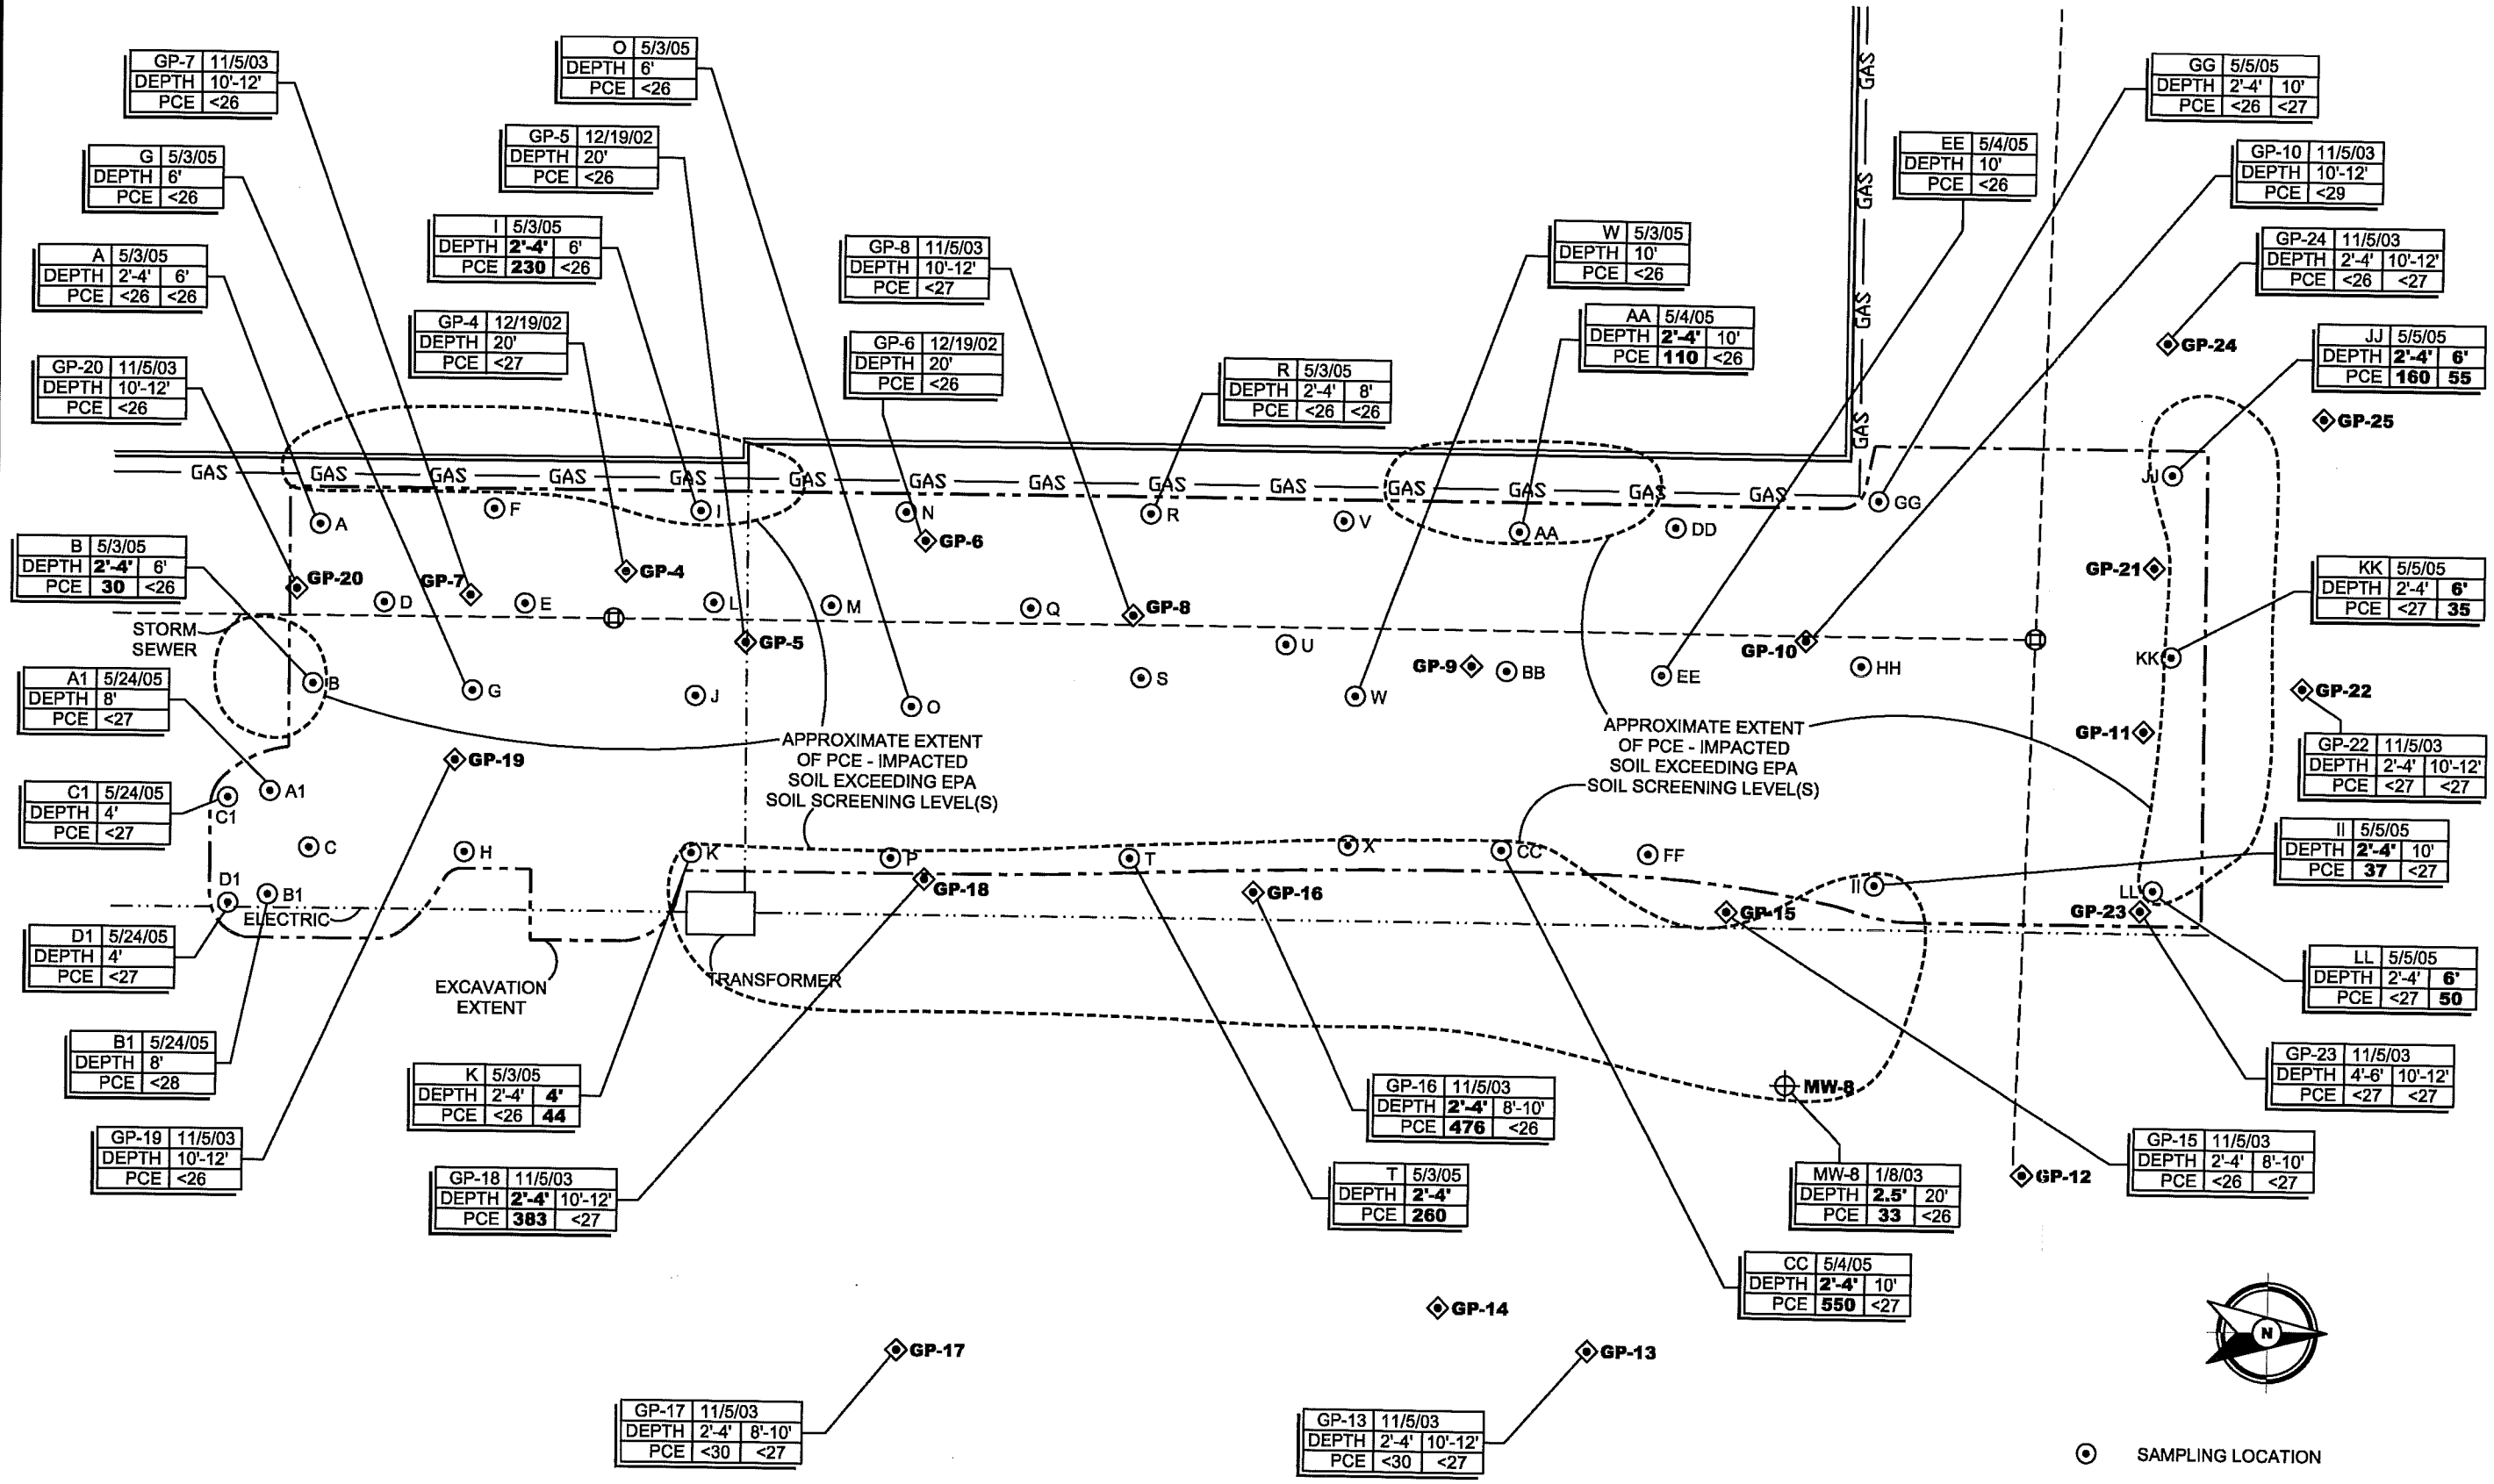 GP-7 11/5/03
DEPTH 10'-12'
PCE <26
O 5/3/05
DEPTH 6'
PCE <26
GG 5/5/05
DEPTH 2'-4' 10'
PCE <26 <27
G 5/3/05
DEPTH 6'
PCE <26
GP-5 12/19/02
DEPTH 20'
PCE <26
EE 5/4/05
DEPTH 10'
PCE <26
GP-10 11/5/03
DEPTH 10'-12'
PCE <29
A 5/3/05
DEPTH 2'-4' 6'
PCE <26 <26
I 5/3/05
DEPTH 2'-4' 6'
PCE 230 <26
GP-8 11/5/03
DEPTH 10'-12'
PCE <27
W 5/3/05
DEPTH 10'
PCE <26
GP-24 11/5/03
DEPTH 2'-4' 10'-12'
PCE <26 <27
GP-20 11/5/03
DEPTH 10'-12'
PCE <26
GP-4 12/19/02
DEPTH 20'
PCE <27
GP-6 12/19/02
DEPTH 20'
PCE <26
R 5/3/05
DEPTH 2'-4' 8'
PCE <26 <26
AA 5/4/05
DEPTH 2'-4' 10'
PCE 110 <26
JJ 5/5/05
DEPTH 2'-4' 6'
PCE 160 55
GAS
GAS
GAS
GAS
GP-24
GP-25
GAS GAS GAS GAS GAS GAS GAS GAS GAS GAS GAS GAS GAS GAS
JJ
A
F
I
N
R
V
AA
DD
GG
GP-6
B 5/3/05
DEPTH 2'-4' 6'
PCE 30 <26
GP-20
GP-7
GP-4
GP-21
KK 5/5/05
DEPTH 2'-4' 6'
PCE <27 35
D
E
L
M
Q
GP-8
STORM
SEWER
GP-5
U
GP-10
KK
B
G
J
O
S
W
GP-9
BB
EE
HH
GP-22
A1 5/24/05
DEPTH 8'
PCE <27
GP-11
GP-22 11/5/03
DEPTH 2'-4' 10'-12'
PCE <27 <27
APPROXIMATE EXTENT
OF PCE - IMPACTED
SOIL EXCEEDING EPA
SOIL SCREENING LEVEL(S)
APPROXIMATE EXTENT
OF PCE - IMPACTED
SOIL EXCEEDING EPA
SOIL SCREENING LEVEL(S)
GP-19
C1 5/24/05
DEPTH 4'
PCE <27
A1
C1
C
H
K
P
T
X
CC
FF
II
II 5/5/05
DEPTH 2'-4' 10'
PCE 37 <27
D1
B1
ELECTRIC
GP-18
GP-16
GP-15
LL
GP-23
D1 5/24/05
DEPTH 4'
PCE <27
EXCAVATION
EXTENT
TRANSFORMER
LL 5/5/05
DEPTH 2'-4' 6'
PCE <27 50
B1 5/24/05
DEPTH 8'
PCE <28
K 5/3/05
DEPTH 2'-4' 4'
PCE <26 44
GP-16 11/5/03
DEPTH 2'-4' 8'-10'
PCE 476 <26
MW-8
GP-23 11/5/03
DEPTH 4'-6' 10'-12'
PCE <27 <27
GP-19 11/5/03
DEPTH 10'-12'
PCE <26
GP-18 11/5/03
DEPTH 2'-4' 10'-12'
PCE 383 <27
T 5/3/05
DEPTH 2'-4'
PCE 260
MW-8 1/8/03
DEPTH 2.5' 20'
PCE 33 <26
GP-12
GP-15 11/5/03
DEPTH 2'-4' 8'-10'
PCE <26 <27
CC 5/4/05
DEPTH 2'-4' 10'
PCE 550 <27
GP-14
GP-17
GP-13
N
GP-17 11/5/03
DEPTH 2'-4' 8'-10'
PCE <30 <27
GP-13 11/5/03
DEPTH 2'-4' 10'-12'
PCE <30 <27
SAMPLING LOCATION